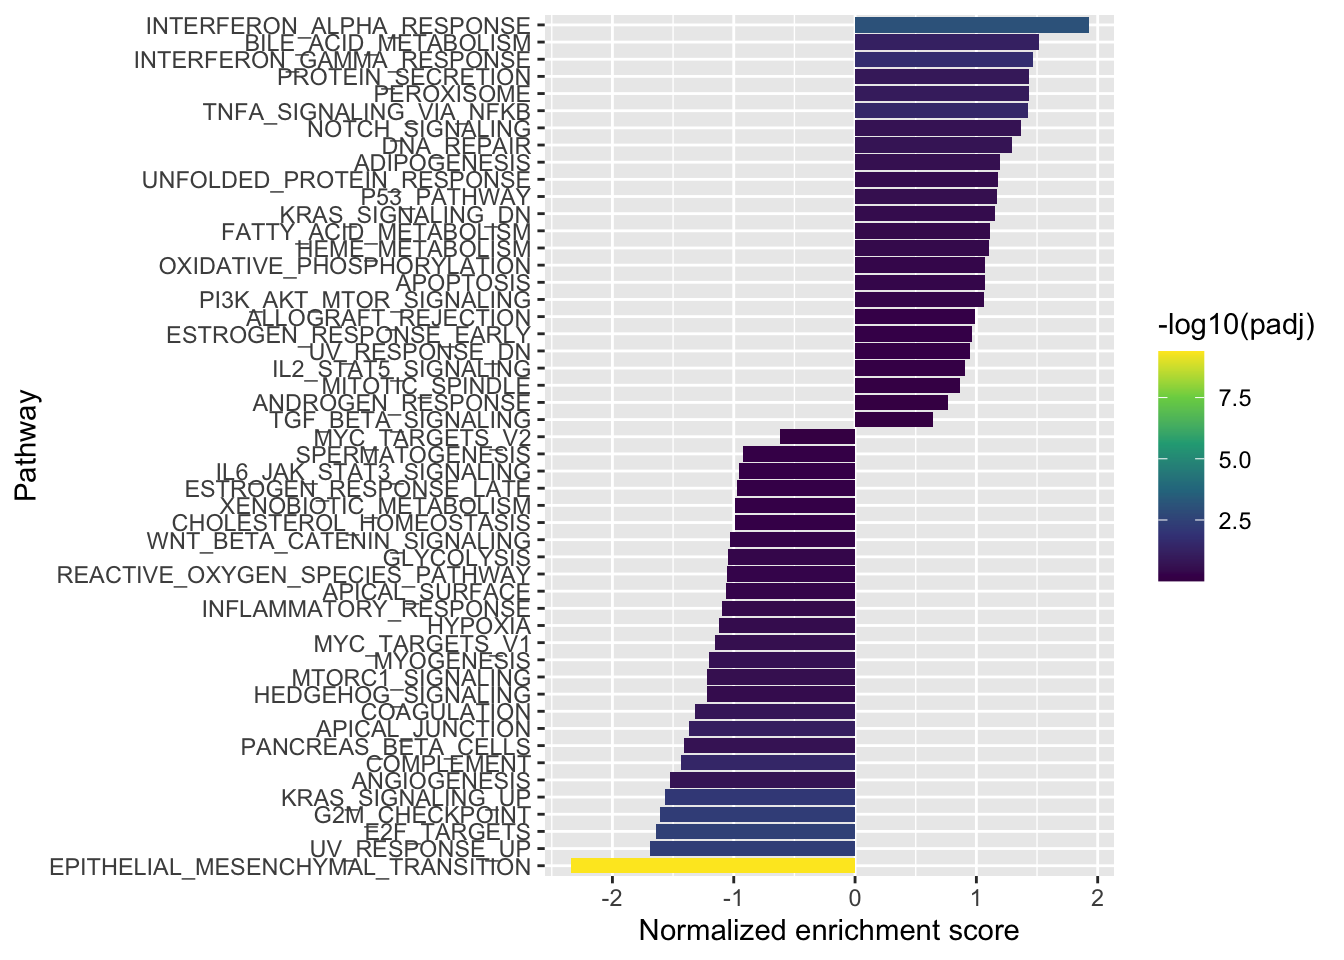 INTERFERON_ALPHA_RESPONSE
BILE_ACID_METABOLISM
INTERFERON_GAMMA_RESPONSE
PROTEIN_SECRETION
PEROXISOME
TNFA_SIGNALING_VIA_NFKB
NOTCH_SIGNALING
DNA_REPAIR
ADIPOGENESIS
UNFOLDED_PROTEIN_RESPONSE
P53_PATHWAY
KRAS_SIGNALING_DN
FATTY_ACID_METABOLISM
HEME_METABOLISM
OXIDATIVE_PHOSPHORYLATION
APOPTOSIS
PI3K_AKT_MTOR_SIGNALING
ALLOGRAFT_REJECTION
ESTROGEN_RESPONSE_EARLY
UV_RESPONSE_DN
IL2_STAT5_SIGNALING
MITOTIC_SPINDLE
ANDROGEN_RESPONSE
TGF_BETA_SIGNALING
MYC_TARGETS_V2
SPERMATOGENESIS
IL6_JAK_STAT3_SIGNALING
ESTROGEN_RESPONSE_LATE
XENOBIOTIC_METABOLISM
CHOLESTEROL_HOMEOSTASIS
WNT_BETA_CATENIN_SIGNALING
GLYCOLYSIS
REACTIVE_OXYGEN_SPECIES_PATHWAY
APICAL_SURFACE
INFLAMMATORY_RESPONSE
HYPOXIA
MYC_TARGETS_V1
MYOGENESIS
MTORC1_SIGNALING
HEDGEHOG_SIGNALING
COAGULATION
APICAL_JUNCTION
PANCREAS_BETA_CELLS
COMPLEMENT
ANGIOGENESIS
KRAS_SIGNALING_UP
G2M_CHECKPOINT
E2F_TARGETS
UV_RESPONSE_UP
EPITHELIAL_MESENCHYMAL_TRANSITION
Pathway
-2 -1 0 1 2
Normalized enrichment score
-log10(padj)
7.5
5.0
2.5